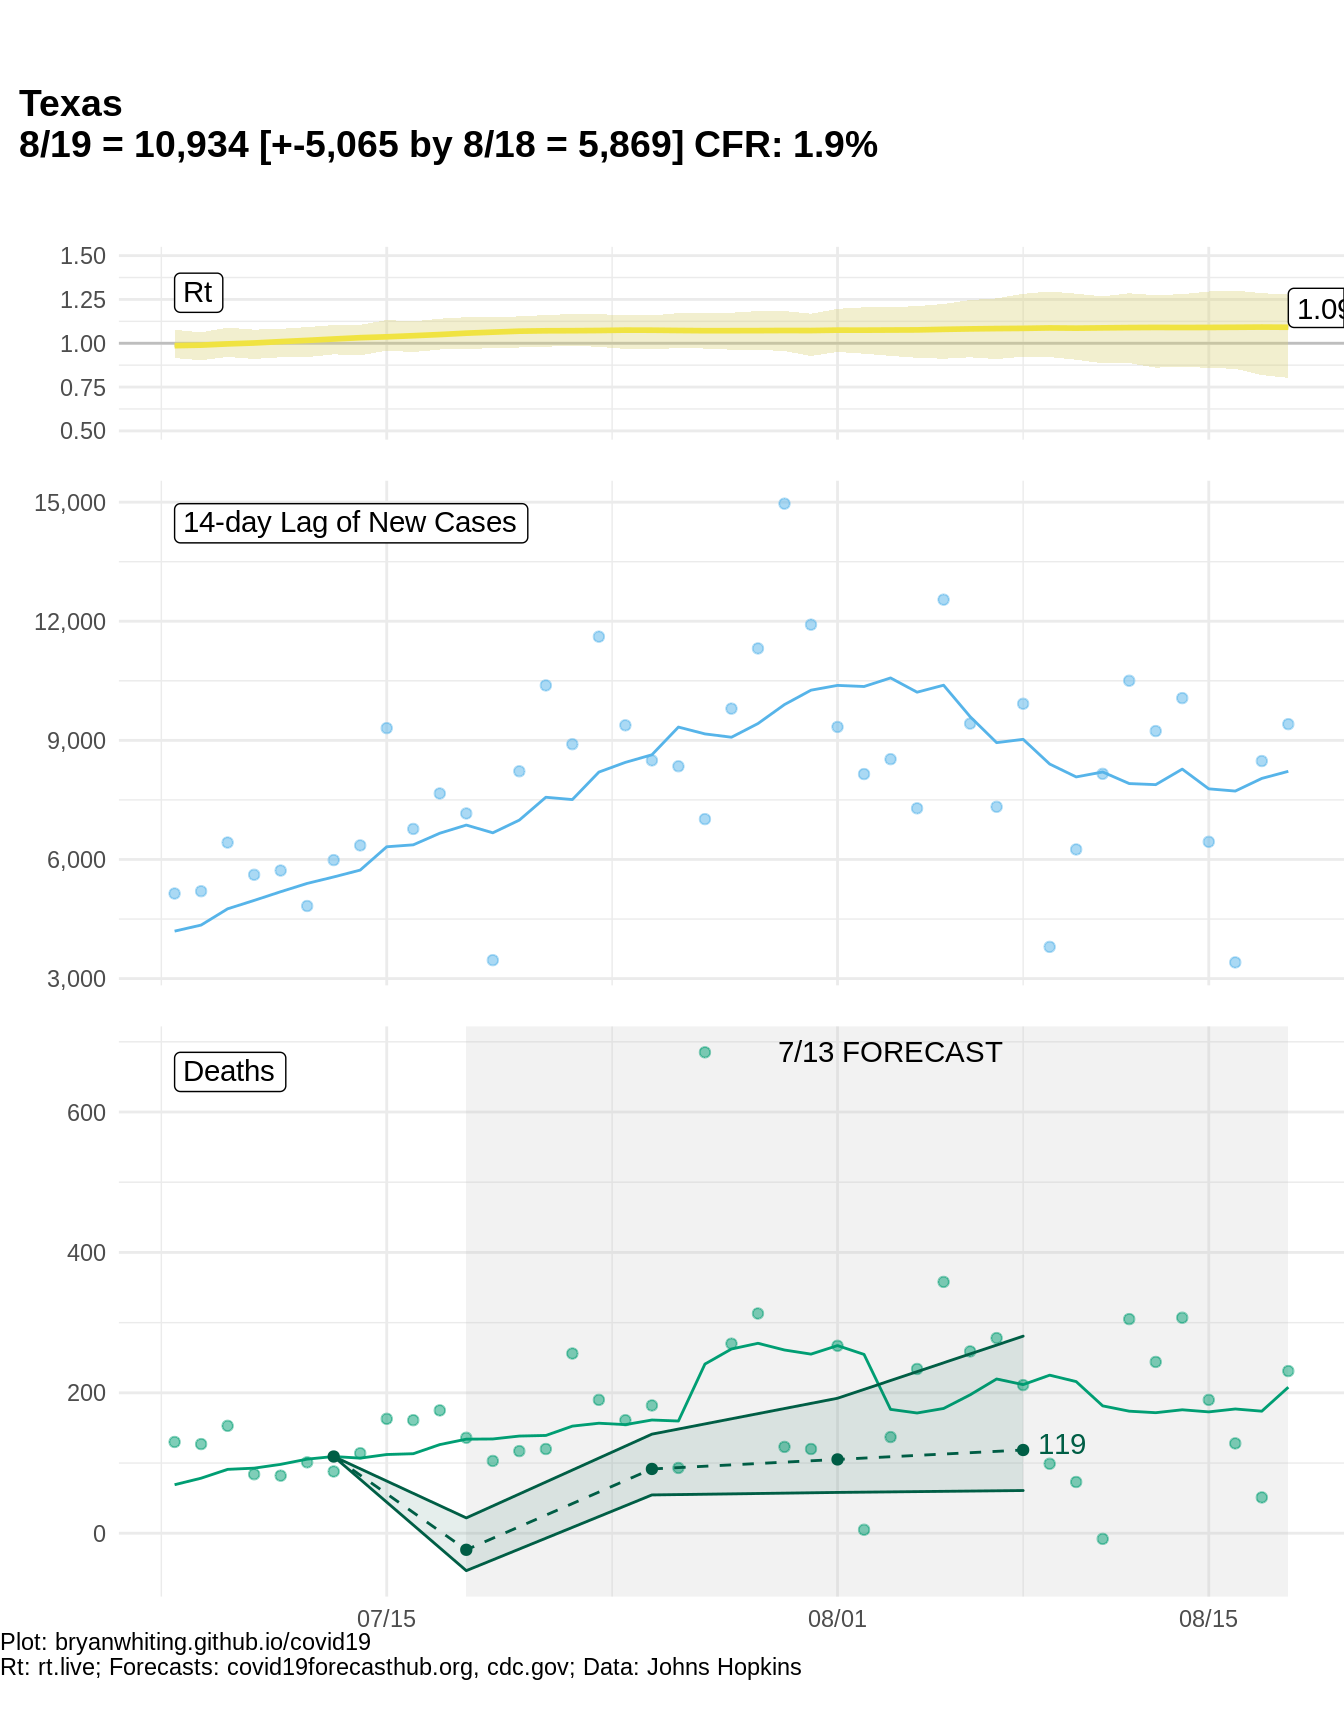 Texas
8/19 = 10,934 [+-5,065 by 8/18 = 5,869] CFR: 1.9%
1.50
1.25
1.00
0.75
0.50
Rt
1.09
15,000
12,000
9,000
6,000
3,000
14-day Lag of New Cases
7/13 FORECAST
Deaths
600
400
200
0
119
07/15 08/01 08/15
Plot: bryanwhiting.github.io/covid19
Rt: rt.live; Forecasts: covid19forecasthub.org, cdc.gov; Data: Johns Hopkins